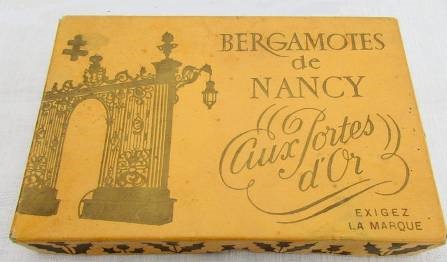 BERGAMOTES
de
NANCY
Aux Portes
d'Or
EXIGEZ
LA MARQUE